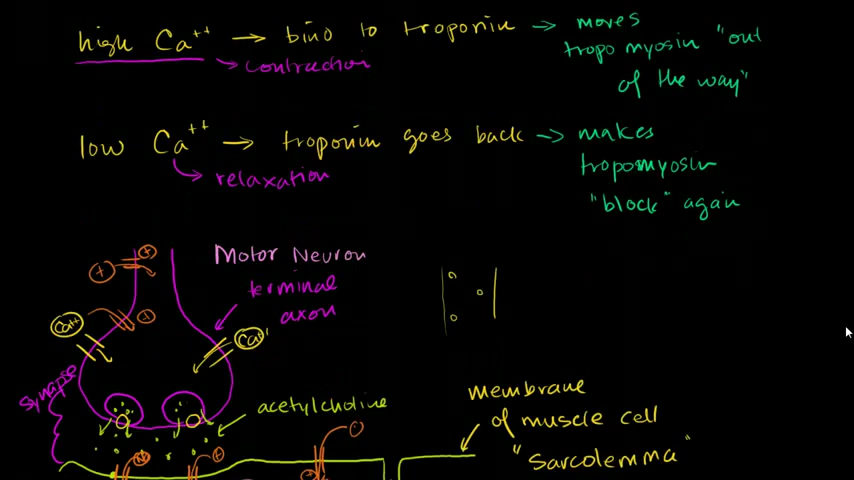 high Ca++ → bind to troponin → moves
tropomyosin "out
of the way"
→ contraction
low Ca++ → troponin goes back → makes
tropomyosin
"block" again
→ relaxation
Motor Neuron
terminal
axon
+
+
+
Ca++
Ca++
synapse
acetylcholine
membrane
of muscle cell
"Sarcolemma"
+